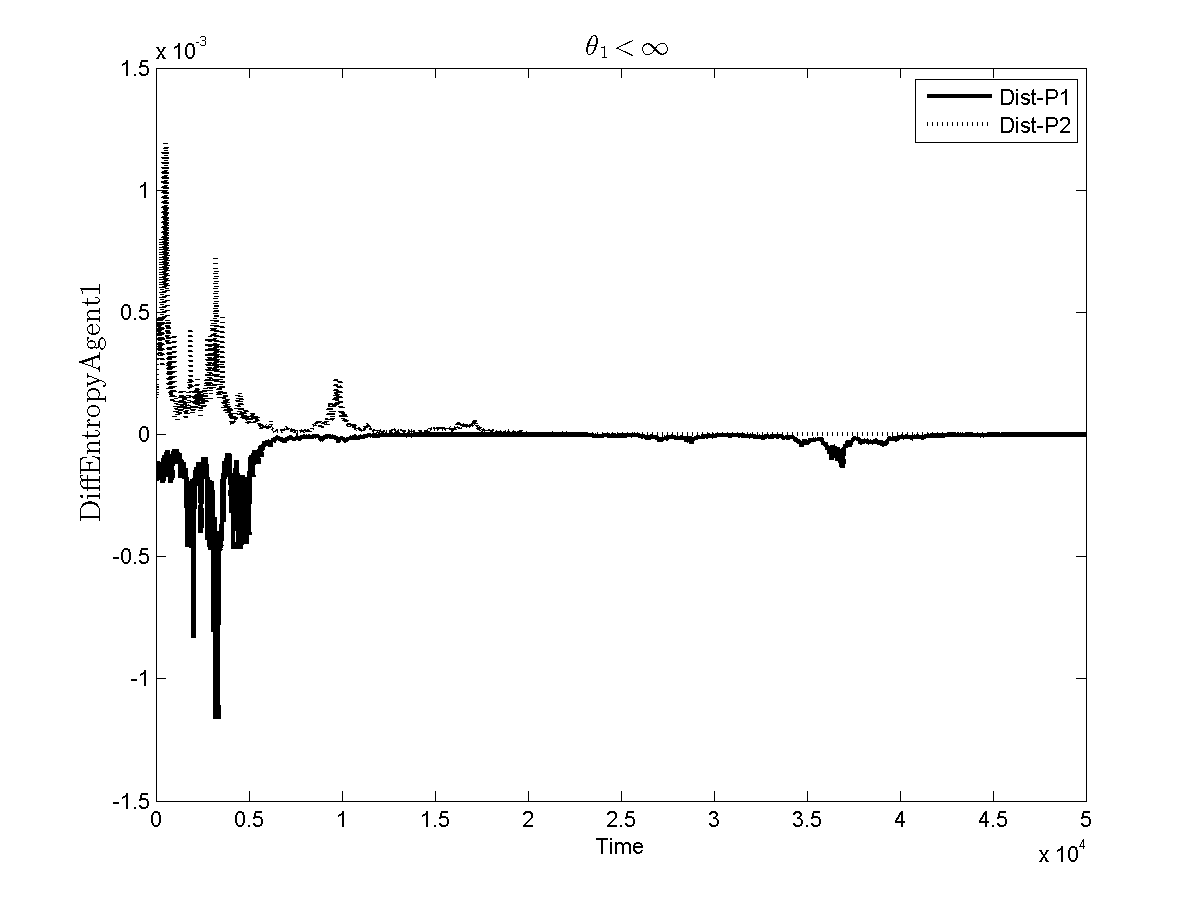 x 10^-3
θ₁ < ∞
1.5
1
0.5
0
-0.5
-1
-1.5
DiffEntropyAgent1
Dist-P1
Dist-P2
0 0.5 1 1.5 2 2.5 3 3.5 4 4.5 5
Time
x 10^4